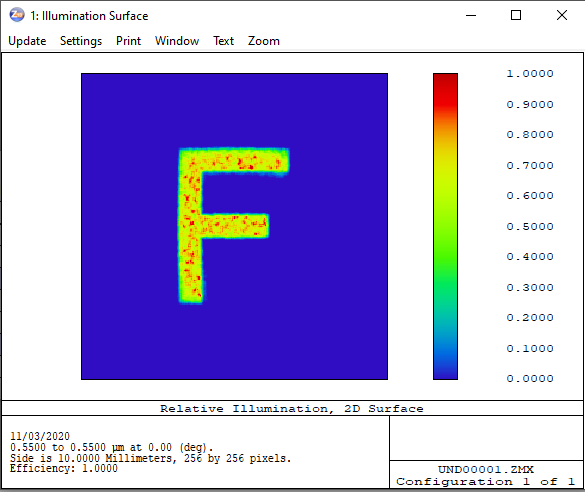 1: Illumination Surface
Update Settings Print Window Text Zoom
F
1.0000
0.9000
0.8000
0.7000
0.6000
0.5000
0.4000
0.3000
0.2000
0.1000
0.0000
Relative Illumination, 2D Surface
11/03/2020
0.5500 to 0.5500 µm at 0.00 (deg).
Side is 10.0000 Millimeters, 256 by 256 pixels.
Efficiency: 1.0000
UND00001.ZMX
Configuration 1 of 1